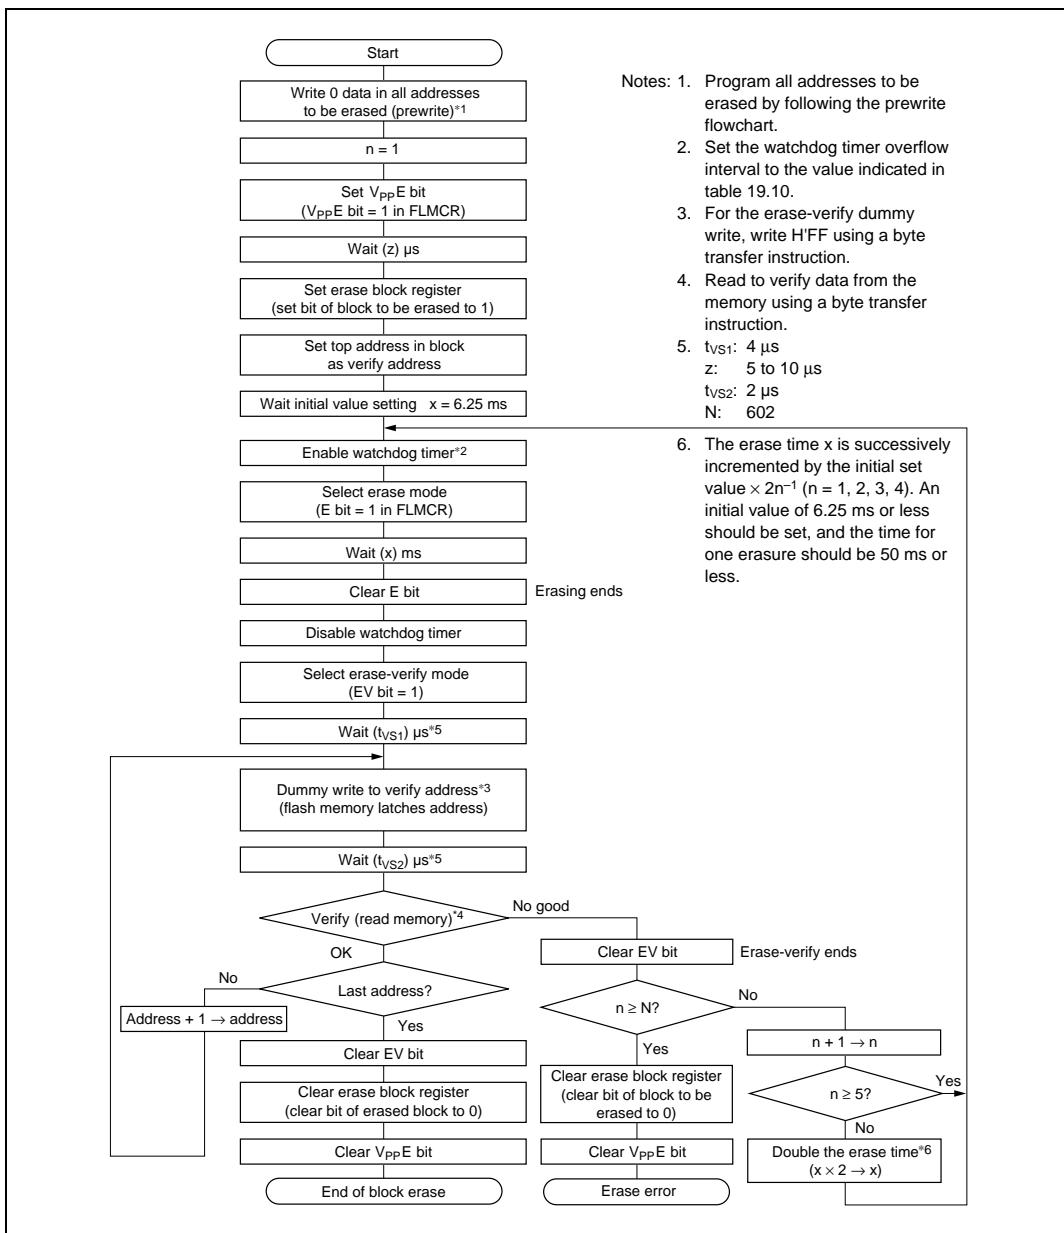 Start
Write 0 data in all addresses
to be erased (prewrite)*1
n = 1
Set VPPE bit
(VPPE bit = 1 in FLMCR)
Wait (z) µs
Set erase block register
(set bit of block to be erased to 1)
Set top address in block
as verify address
Wait initial value setting x = 6.25 ms
Enable watchdog timer*2
Select erase mode
(E bit = 1 in FLMCR)
Wait (x) ms
Clear E bit
Erasing ends
Disable watchdog timer
Select erase-verify mode
(EV bit = 1)
Wait (tVS1) µs*5
Dummy write to verify address*3
(flash memory latches address)
Wait (tVS2) µs*5
Verify (read memory)*4
No good
OK
Last address?
No
Address + 1 → address
Yes
Clear EV bit
Clear erase block register
(clear bit of erased block to 0)
Clear VPPE bit
End of block erase
Clear EV bit
Erase-verify ends
n ≥ N?
No
Yes
Clear erase block register
(clear bit of block to be
erased to 0)
Clear VPPE bit
Erase error
n + 1 → n
n ≥ 5?
Yes
No
Double the erase time*6
(x × 2 → x)
Notes: 1. Program all addresses to be
erased by following the prewrite
flowchart.
2. Set the watchdog timer overflow
interval to the value indicated in
table 19.10.
3. For the erase-verify dummy
write, write H'FF using a byte
transfer instruction.
4. Read to verify data from the
memory using a byte transfer
instruction.
5. tVS1: 4 µs
z: 5 to 10 µs
tVS2: 2 µs
N: 602
6. The erase time x is successively
incremented by the initial set
value × 2n–1 (n = 1, 2, 3, 4). An
initial value of 6.25 ms or less
should be set, and the time for
one erasure should be 50 ms or
less.